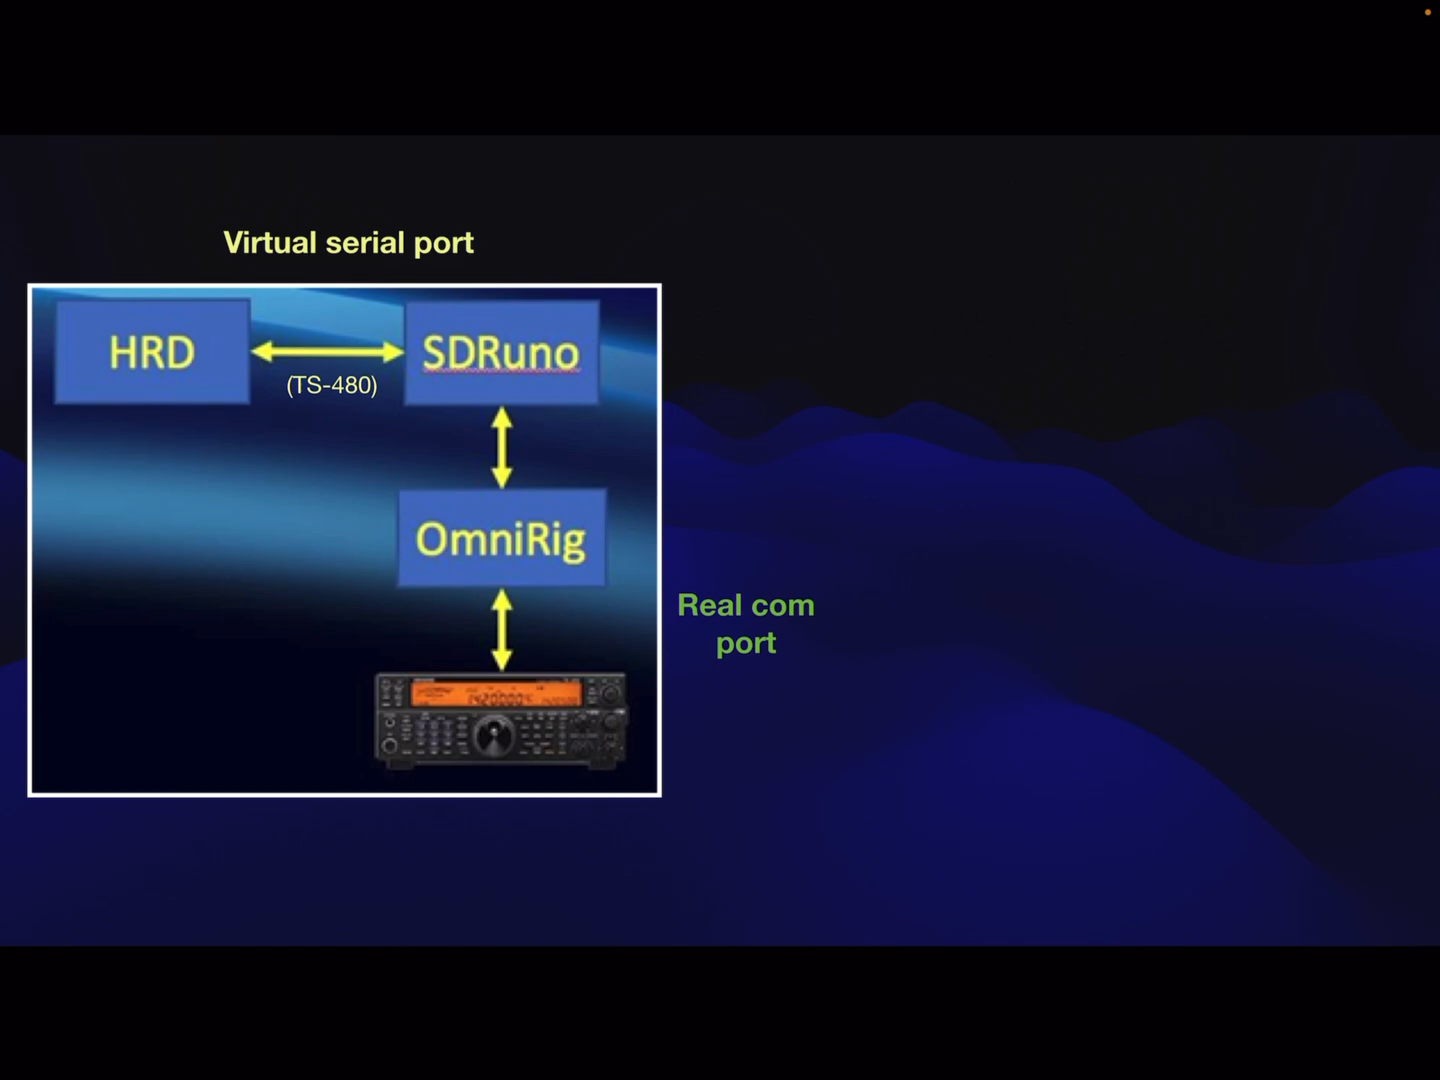 Virtual serial port
HRD
SDRuno
(TS-480)
OmniRig
Real com
port